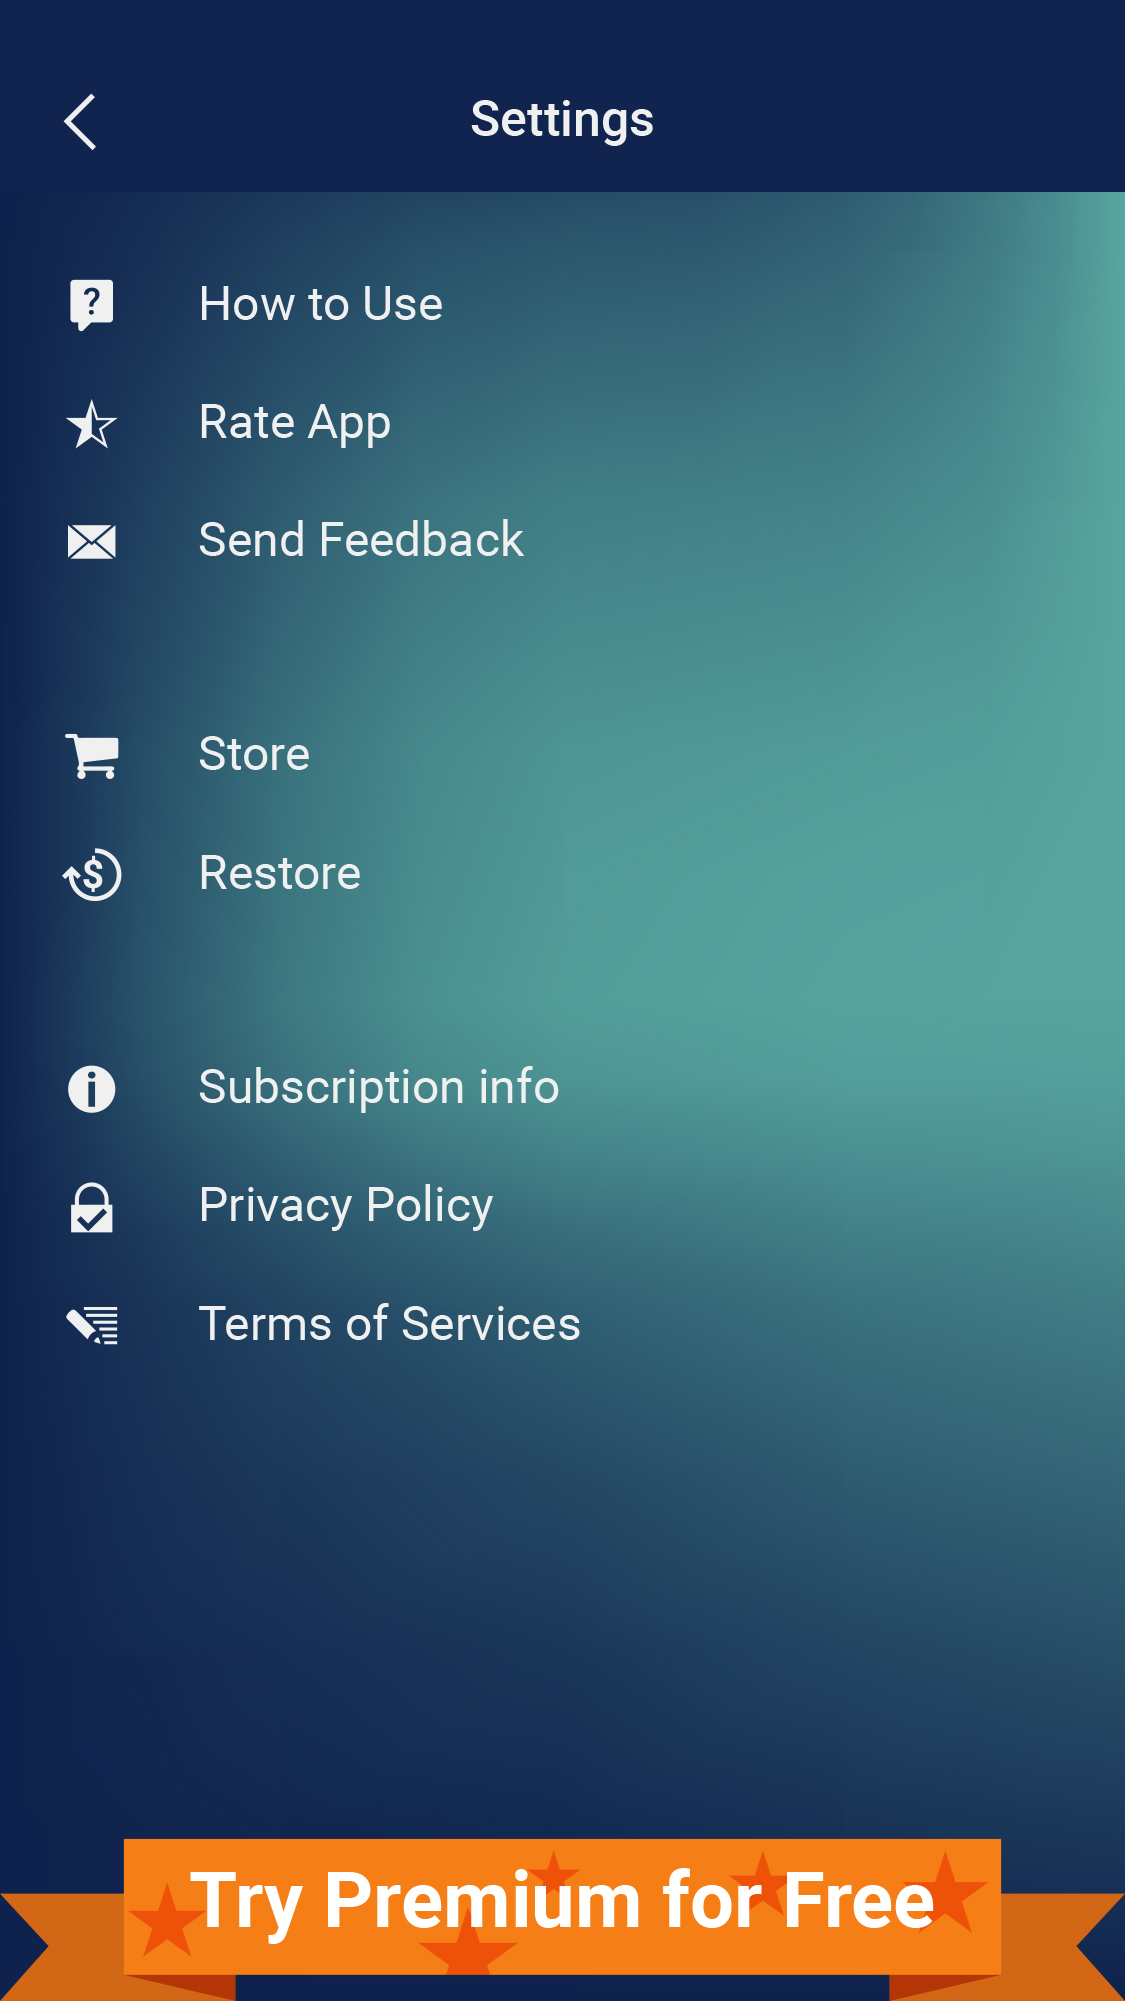 Settings
How to Use
Rate App
Send Feedback
Store
Restore
Subscription info
Privacy Policy
Terms of Services
Try Premium for Free